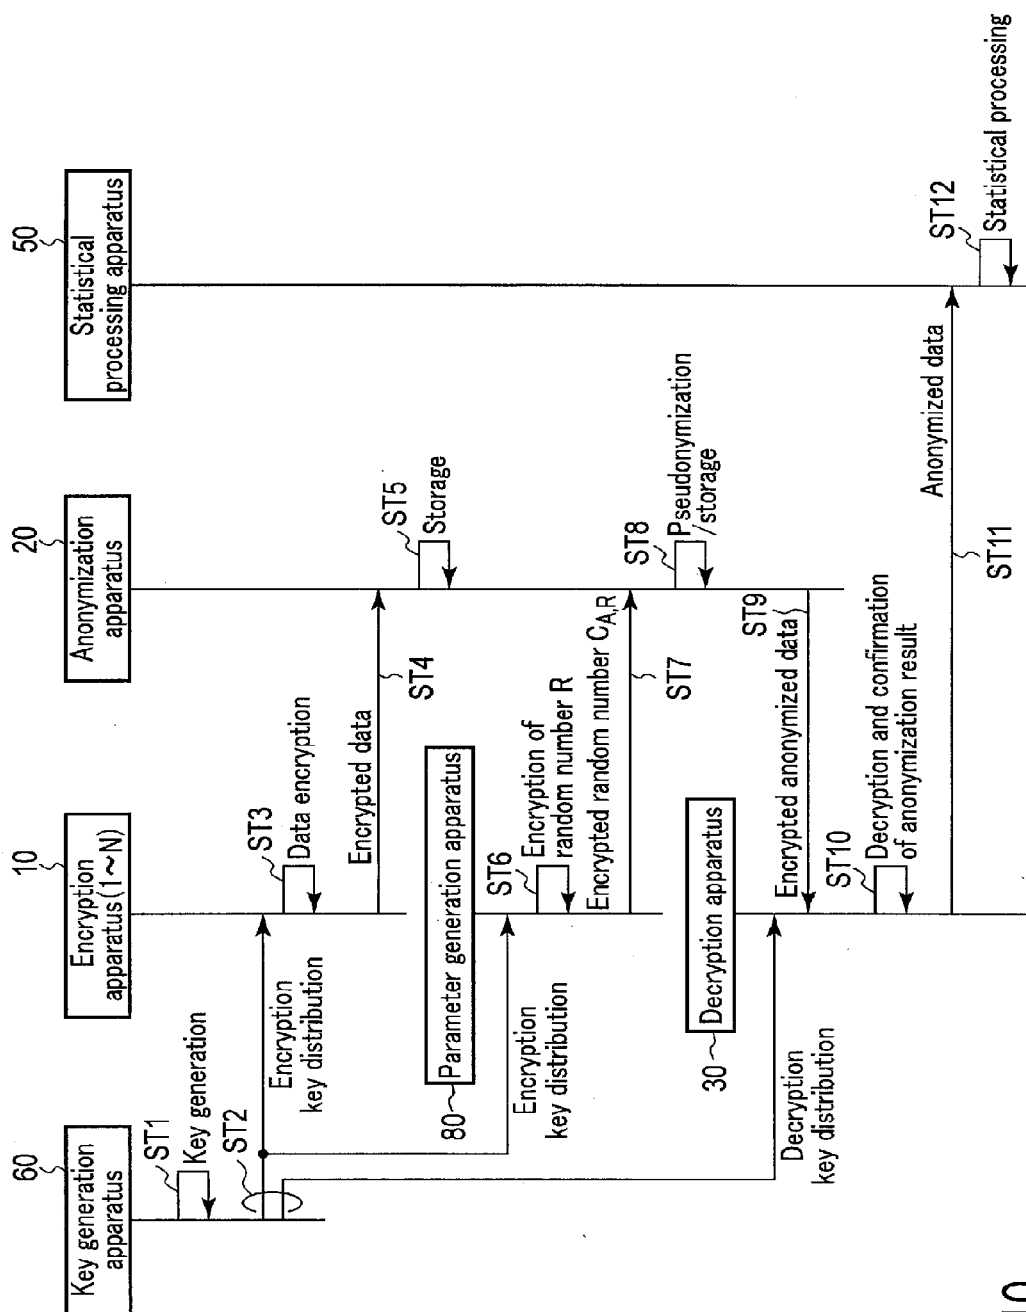 60
Key generation
apparatus
10
Encryption
apparatus(1~N)
20
Anonymization
apparatus
50
Statistical
processing apparatus
ST1
Key generation
ST2
Encryption
key distribution
ST3
Data encryption
Encrypted data
ST4
ST5
Storage
80
Parameter generation apparatus
Encryption
key distribution
ST6
Encryption of
random number R
Encrypted random number C_A,R
ST7
ST8
Pseudonymization
/storage
30
Decryption apparatus
Decryption
key distribution
Encrypted anonymized data
ST9
ST10
Decryption and confirmation
of anonymization result
Anonymized data
ST11
ST12
Statistical processing